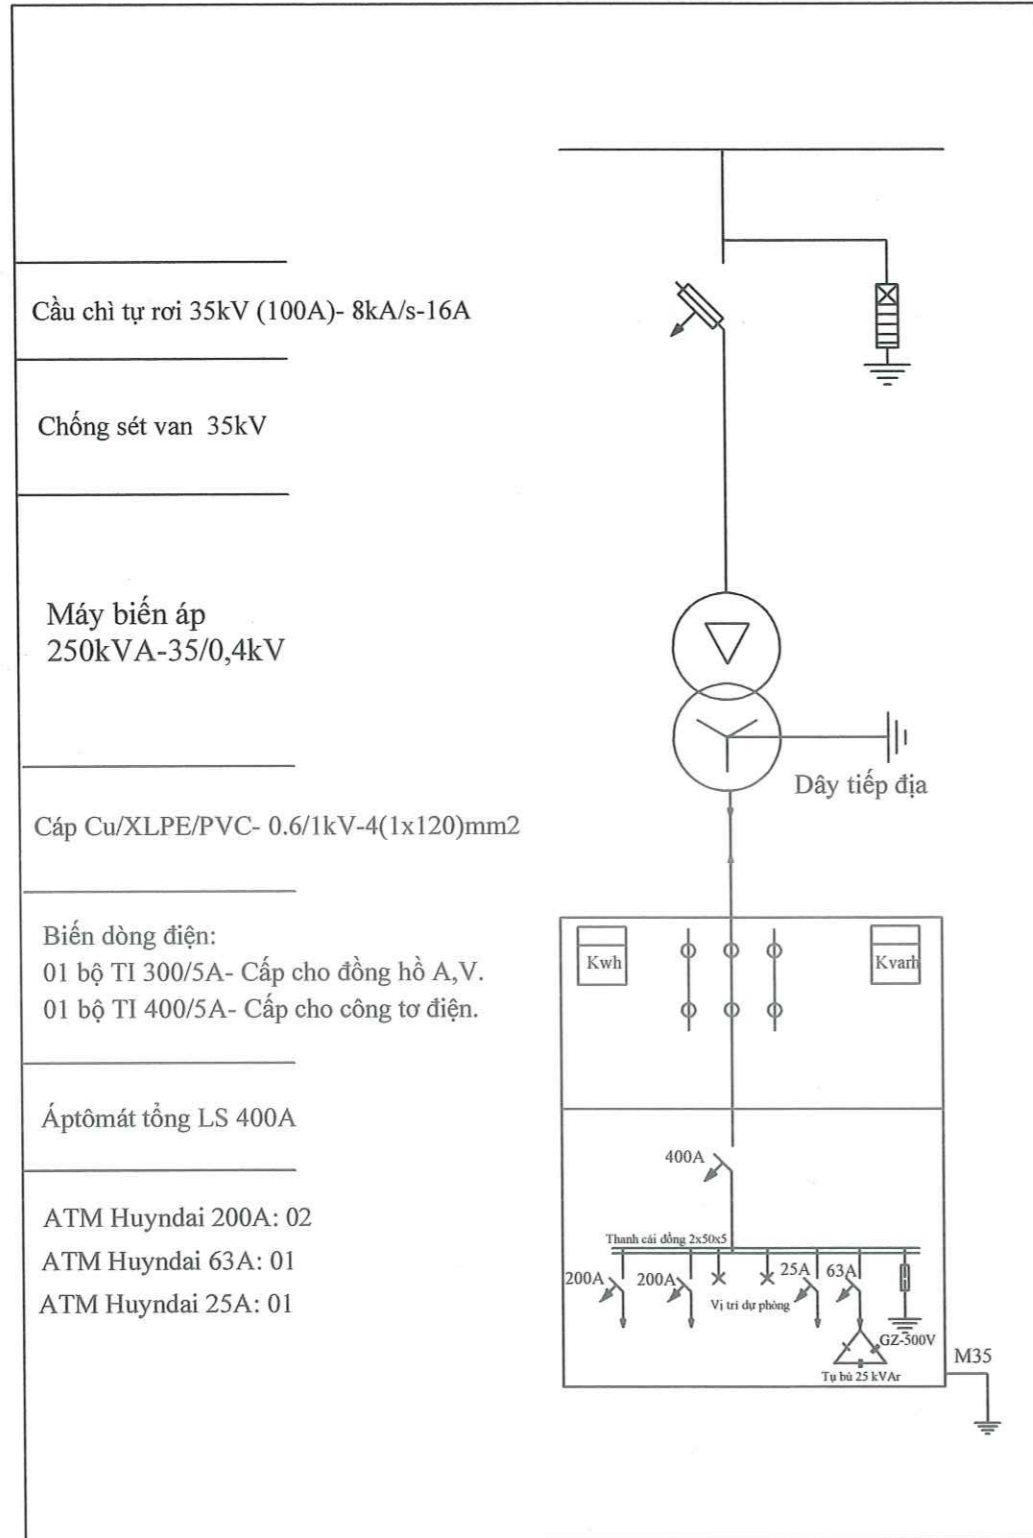 Cầu chì tự rơi 35kV (100A)- 8kA/s-16A
Chống sét van 35kV
Máy biến áp
250kVA-35/0,4kV
Dây tiếp địa
Cáp Cu/XLPE/PVC- 0.6/1kV-4(1x120)mm2
Biến dòng điện:
01 bộ TI 300/5A- Cấp cho đồng hồ A,V.
01 bộ TI 400/5A- Cấp cho công tơ điện.
Kwh
Kvarh
Áptômát tổng LS 400A
400A
ATM Huyndai 200A: 02
ATM Huyndai 63A: 01
ATM Huyndai 25A: 01
Thanh cái đồng 2x50x5
200A
200A
25A
63A
Vị trí dự phòng
GZ-500V
Tụ bù 25 kVAr
M35